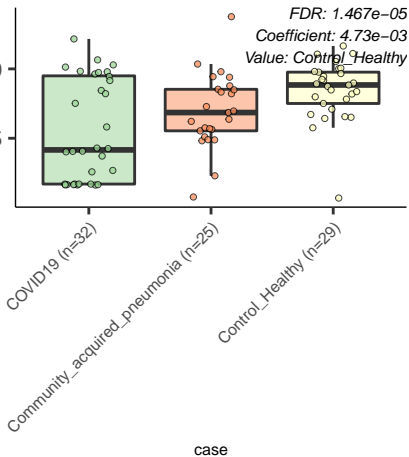 FDR: 1.467e−05
Coefficient: 4.73e−03
Value: Control_Healthy
COVID19 (n=32)
Community_acquired_pneumonia (n=25)
Control_Healthy (n=29)
case